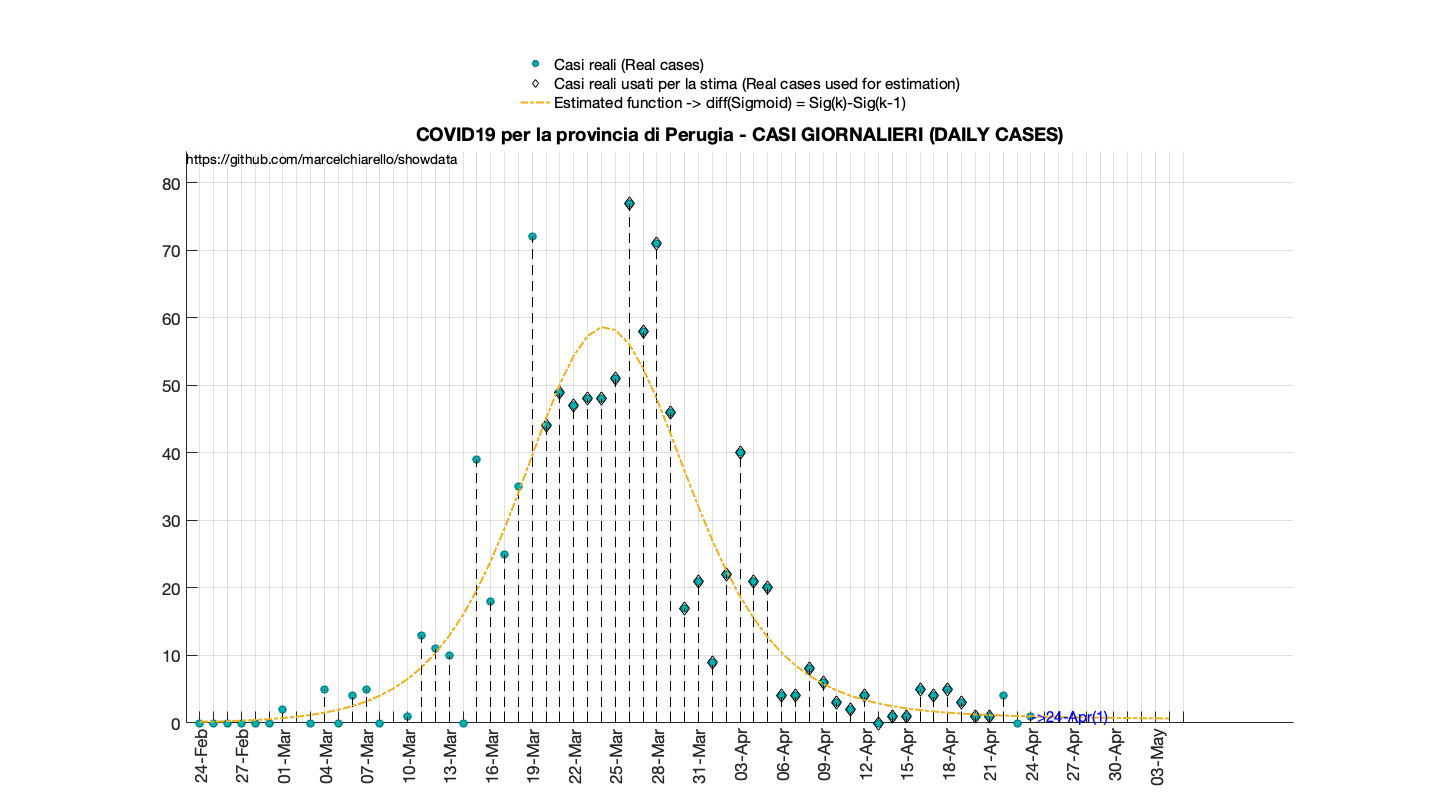 Casi reali (Real cases)
Casi reali usati per la stima (Real cases used for estimation)
Estimated function -> diff(Sigmoid) = Sig(k)-Sig(k-1)
COVID19 per la provincia di Perugia - CASI GIORNALIERI (DAILY CASES)
https://github.com/marcelchiarello/showdata
80
70
60
50
40
30
20
10
0
>24-Apr(1)
24-Feb
27-Feb
01-Mar
04-Mar
07-Mar
10-Mar
13-Mar
16-Mar
19-Mar
22-Mar
25-Mar
28-Mar
31-Mar
03-Apr
06-Apr
09-Apr
12-Apr
15-Apr
18-Apr
21-Apr
24-Apr
27-Apr
30-Apr
03-May